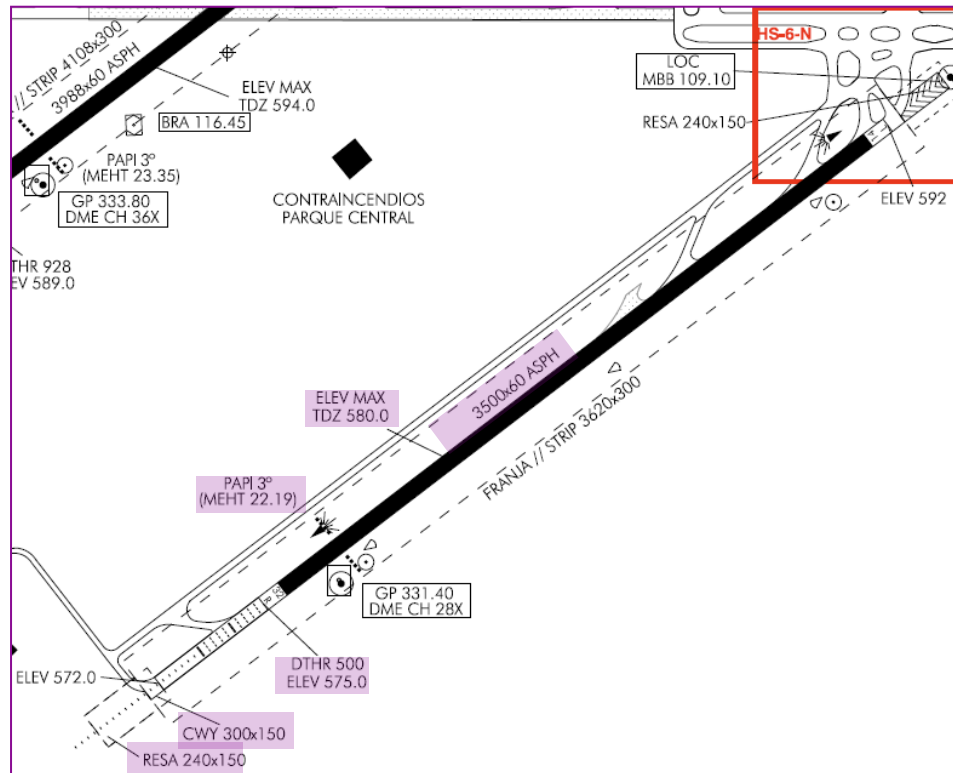 // STRIP 4108x300
3988x60 ASPH
ELEV MAX
TDZ 594.0
BRA 116.45
PAPI 3º
(MEHT 23.35)
GP 333.80
DME CH 36X
THR 928
EV 589.0
CONTRAINCENDIOS
PARQUE CENTRAL
HS-6-N
LOC
MBB 109.10
RESA 240x150
ELEV 592
ELEV MAX
TDZ 580.0
3500x60 ASPH
FRANJA // STRIP 3620x300
PAPI 3º
(MEHT 22.19)
GP 331.40
DME CH 28X
32
R
DTHR 500
ELEV 575.0
ELEV 572.0
CWY 300x150
RESA 240x150